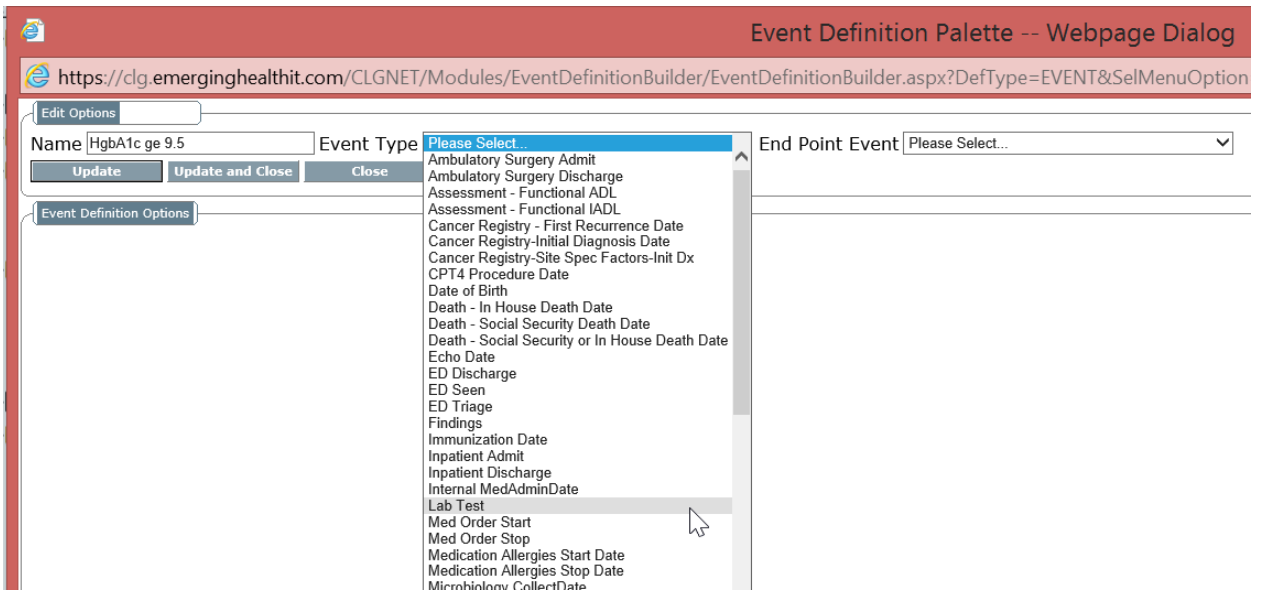 Event Definition Palette -- Webpage Dialog
https://clg.emerginghealthit.com/CLGNET/Modules/EventDefinitionBuilder/EventDefinitionBuilder.aspx?DefType=EVENT&SelMenuOption
Edit Options
Name HgbA1c ge 9.5 Event Type Please Select... End Point Event Please Select...
Update Update and Close Close
Event Definition Options
Ambulatory Surgery Admit
Ambulatory Surgery Discharge
Assessment - Functional ADL
Assessment - Functional IADL
Cancer Registry - First Recurrence Date
Cancer Registry-Initial Diagnosis Date
Cancer Registry-Site Spec Factors-Init Dx
CPT4 Procedure Date
Date of Birth
Death - In House Death Date
Death - Social Security Death Date
Death - Social Security or In House Death Date
Echo Date
ED Discharge
ED Seen
ED Triage
Findings
Immunization Date
Inpatient Admit
Inpatient Discharge
Internal MedAdminDate
Lab Test
Med Order Start
Med Order Stop
Medication Allergies Start Date
Medication Allergies Stop Date
Microbiology CollectDate